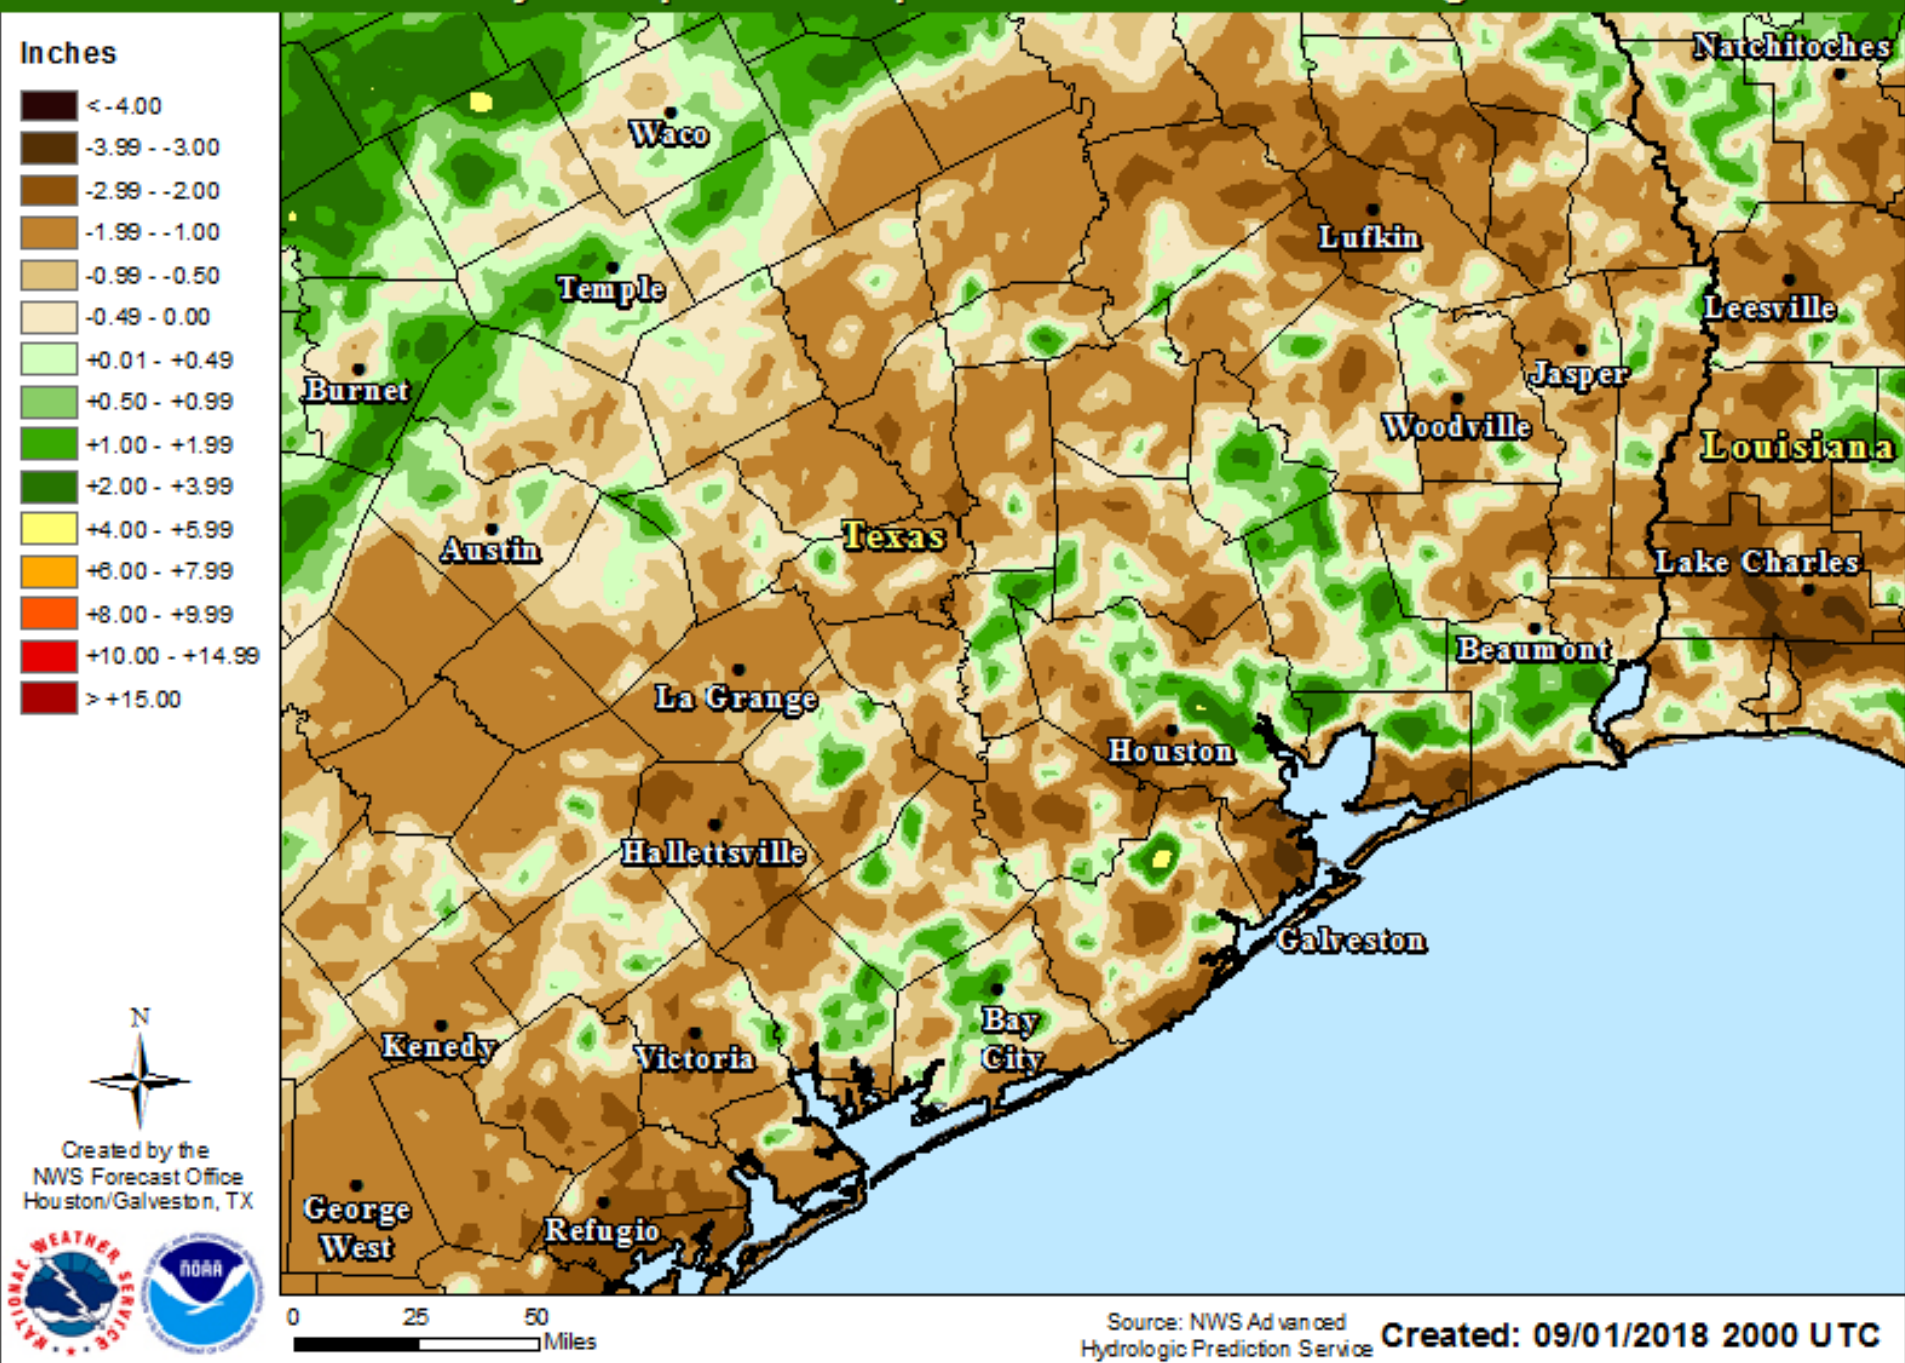 Inches
< -4.00
-3.99 - -3.00
-2.99 - -2.00
-1.99 - -1.00
-0.99 - -0.50
-0.49 - 0.00
+0.01 - +0.49
+0.50 - +0.99
+1.00 - +1.99
+2.00 - +3.99
+4.00 - +5.99
+6.00 - +7.99
+8.00 - +9.99
+10.00 - +14.99
> +15.00
Natchitoches
Waco
Lufkin
Temple
Leesville
Burnet
Jasper
Woodville
Louisiana
Texas
Austin
Lake Charles
Beaumont
La Grange
Houston
Hallettsville
Galveston
Bay
City
Kenedy
Victoria
George
West
Refugio
N
Created by the
NWS Forecast Office
Houston/Galveston, TX
NATIONAL WEATHER SERVICE
NOAA
0 25 50
Miles
Source: NWS Advanced
Hydrologic Prediction Service
Created: 09/01/2018 2000 UTC